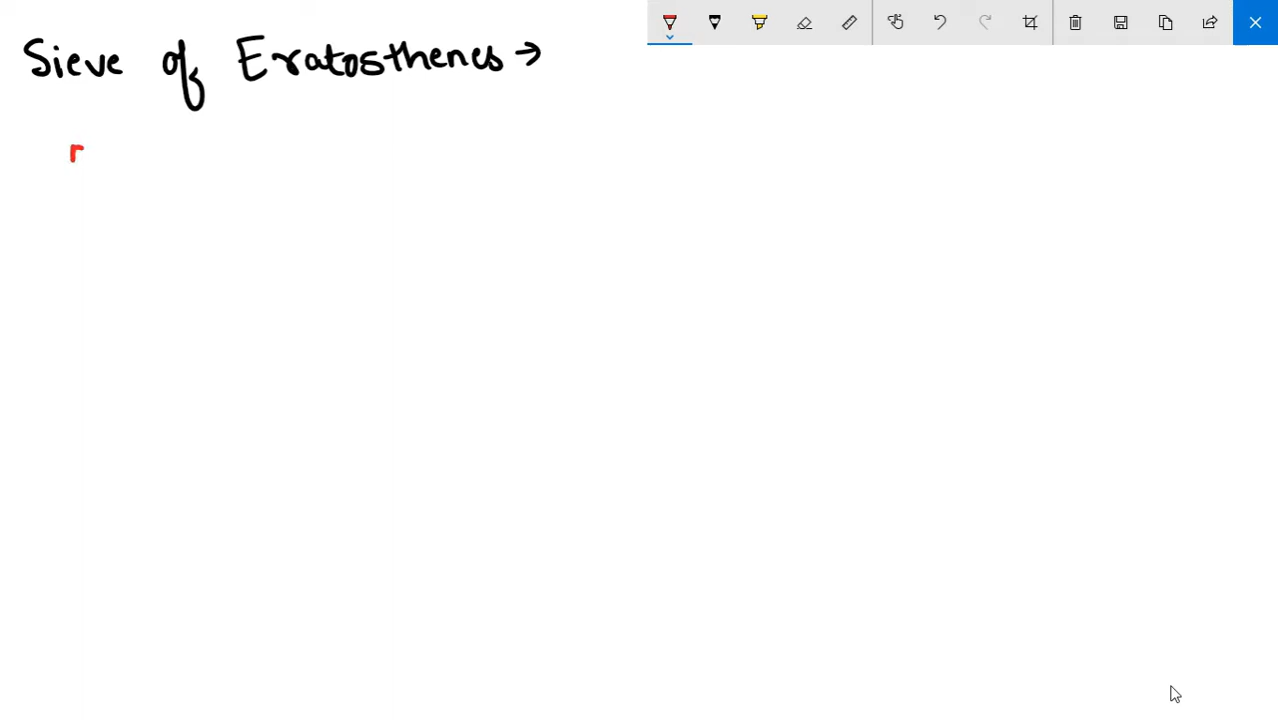 Sieve of Eratosthenes →
r